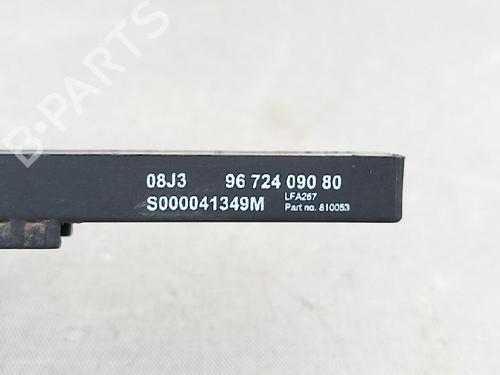 B-PARTS
08J3 96 724 090 80
S000041349M LFA267
Part no. 810053